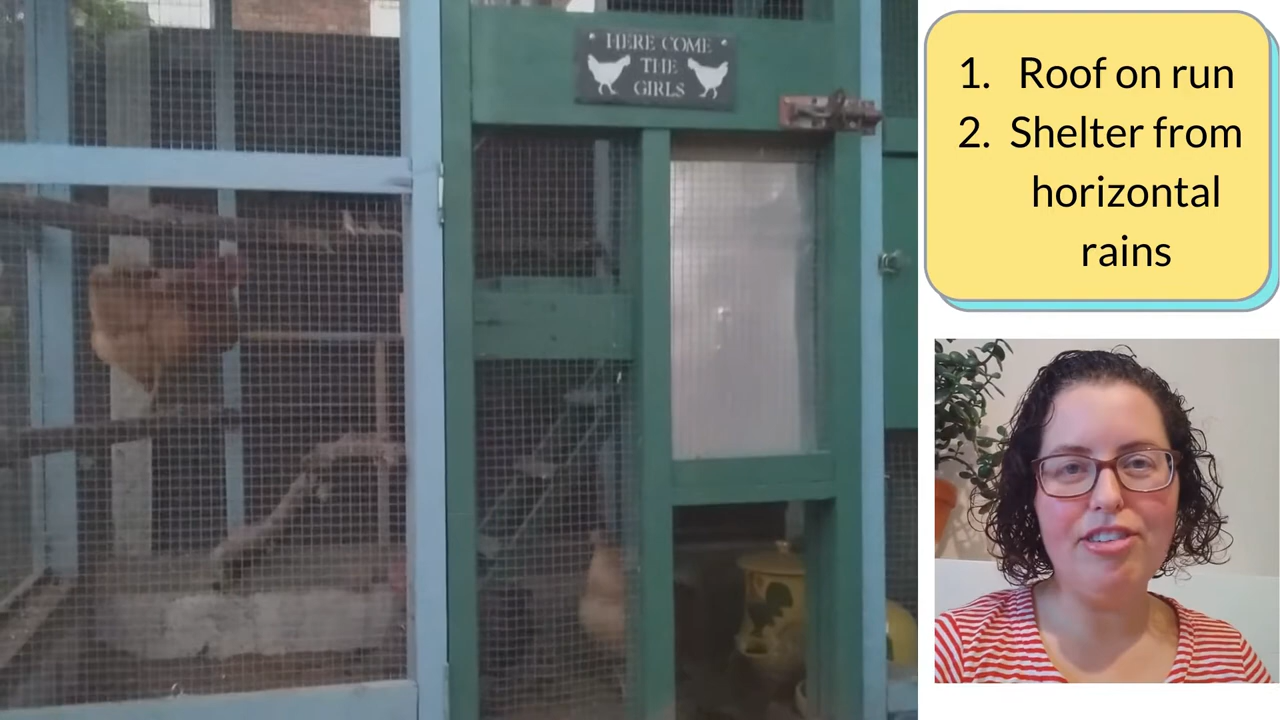 HERE COME
THE
GIRLS
1. Roof on run
2. Shelter from
horizontal
rains